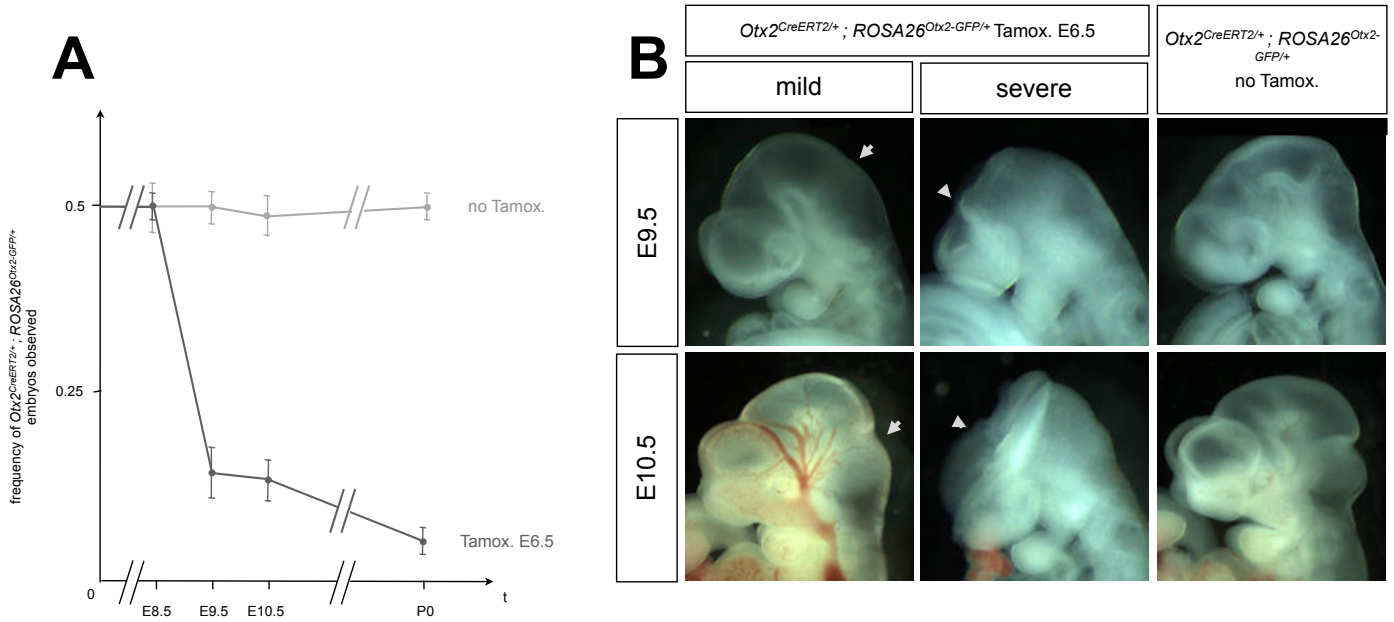 A
frequency of Otx2CreERT2/+ ; ROSA26Otx2-GFP/+
embryos observed
0.5
0.25
0
no Tamox.
Tamox. E6.5
E8.5
E9.5
E10.5
P0
t
B
Otx2CreERT2/+ ; ROSA26Otx2-GFP/+ Tamox. E6.5
mild
severe
Otx2CreERT2/+ ; ROSA26Otx2-
GFP/+
no Tamox.
E9.5
E10.5